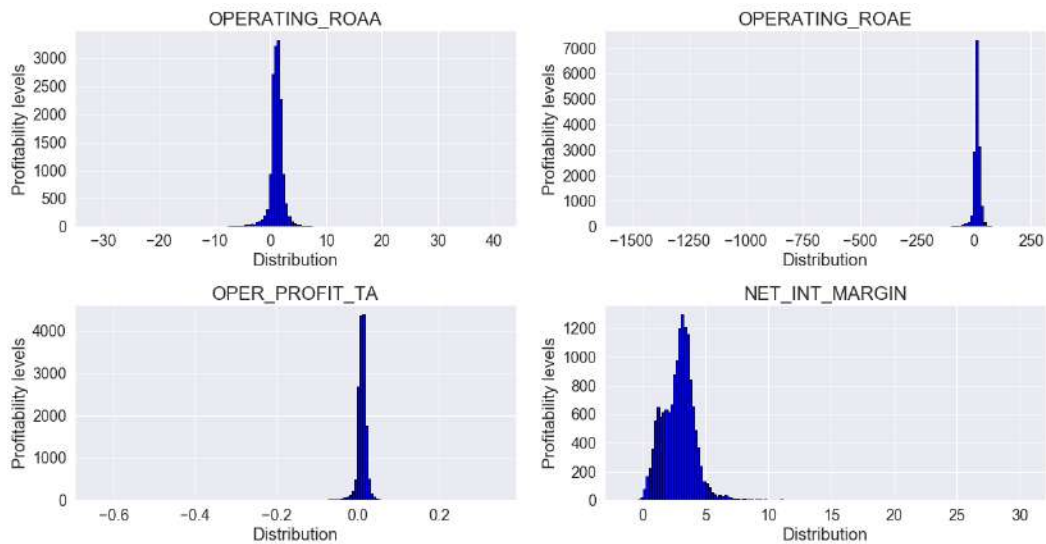 OPERATING_ROAA
Profitability levels
3000
2500
2000
1500
1000
500
0
−30 −20 −10 0 10 20 30 40
Distribution
OPERATING_ROAE
Profitability levels
7000
6000
5000
4000
3000
2000
1000
0
−1500 −1250 −1000 −750 −500 −250 0 250
Distribution
OPER_PROFIT_TA
Profitability levels
4000
3000
2000
1000
0
−0.6 −0.4 −0.2 0.0 0.2
Distribution
NET_INT_MARGIN
Profitability levels
1200
1000
800
600
400
200
0
0 5 10 15 20 25 30
Distribution